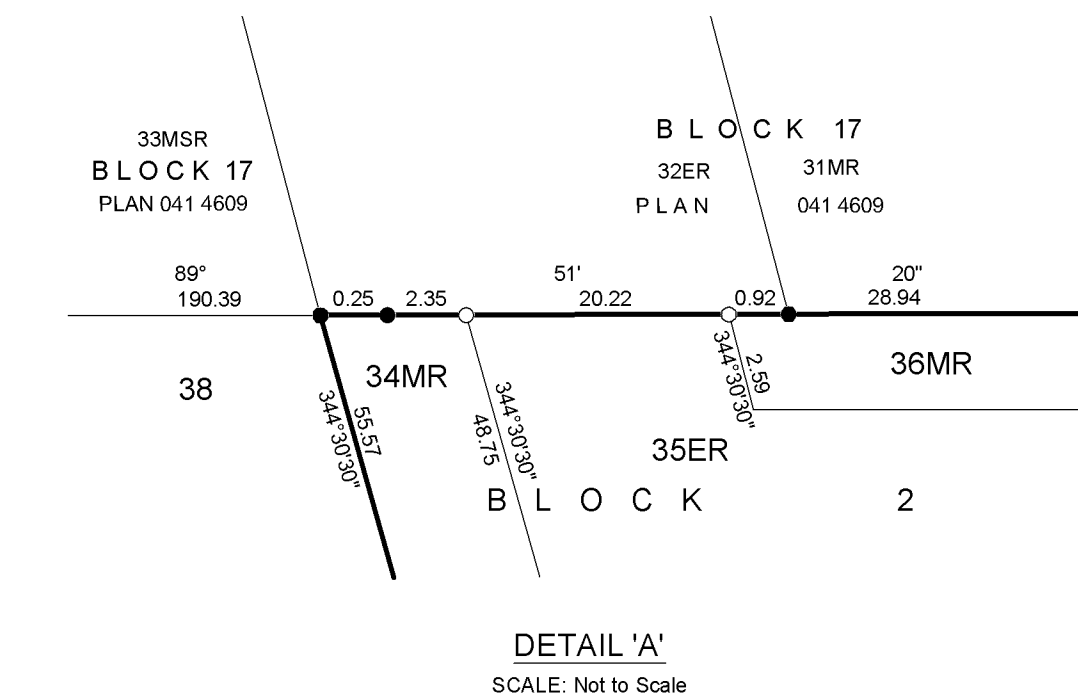 BLOCK 17
33MSR
BLOCK 17
PLAN 041 4609
32ER
31MR
PLAN 041 4609
89° 51' 20"
190.39 0.25 2.35 20.22 0.92 28.94
38
34MR
36MR
344°30'30"
55.57
344°30'30"
48.75
344°30'30"
2.59
35ER
BLOCK 2
DETAIL 'A'
SCALE: Not to Scale